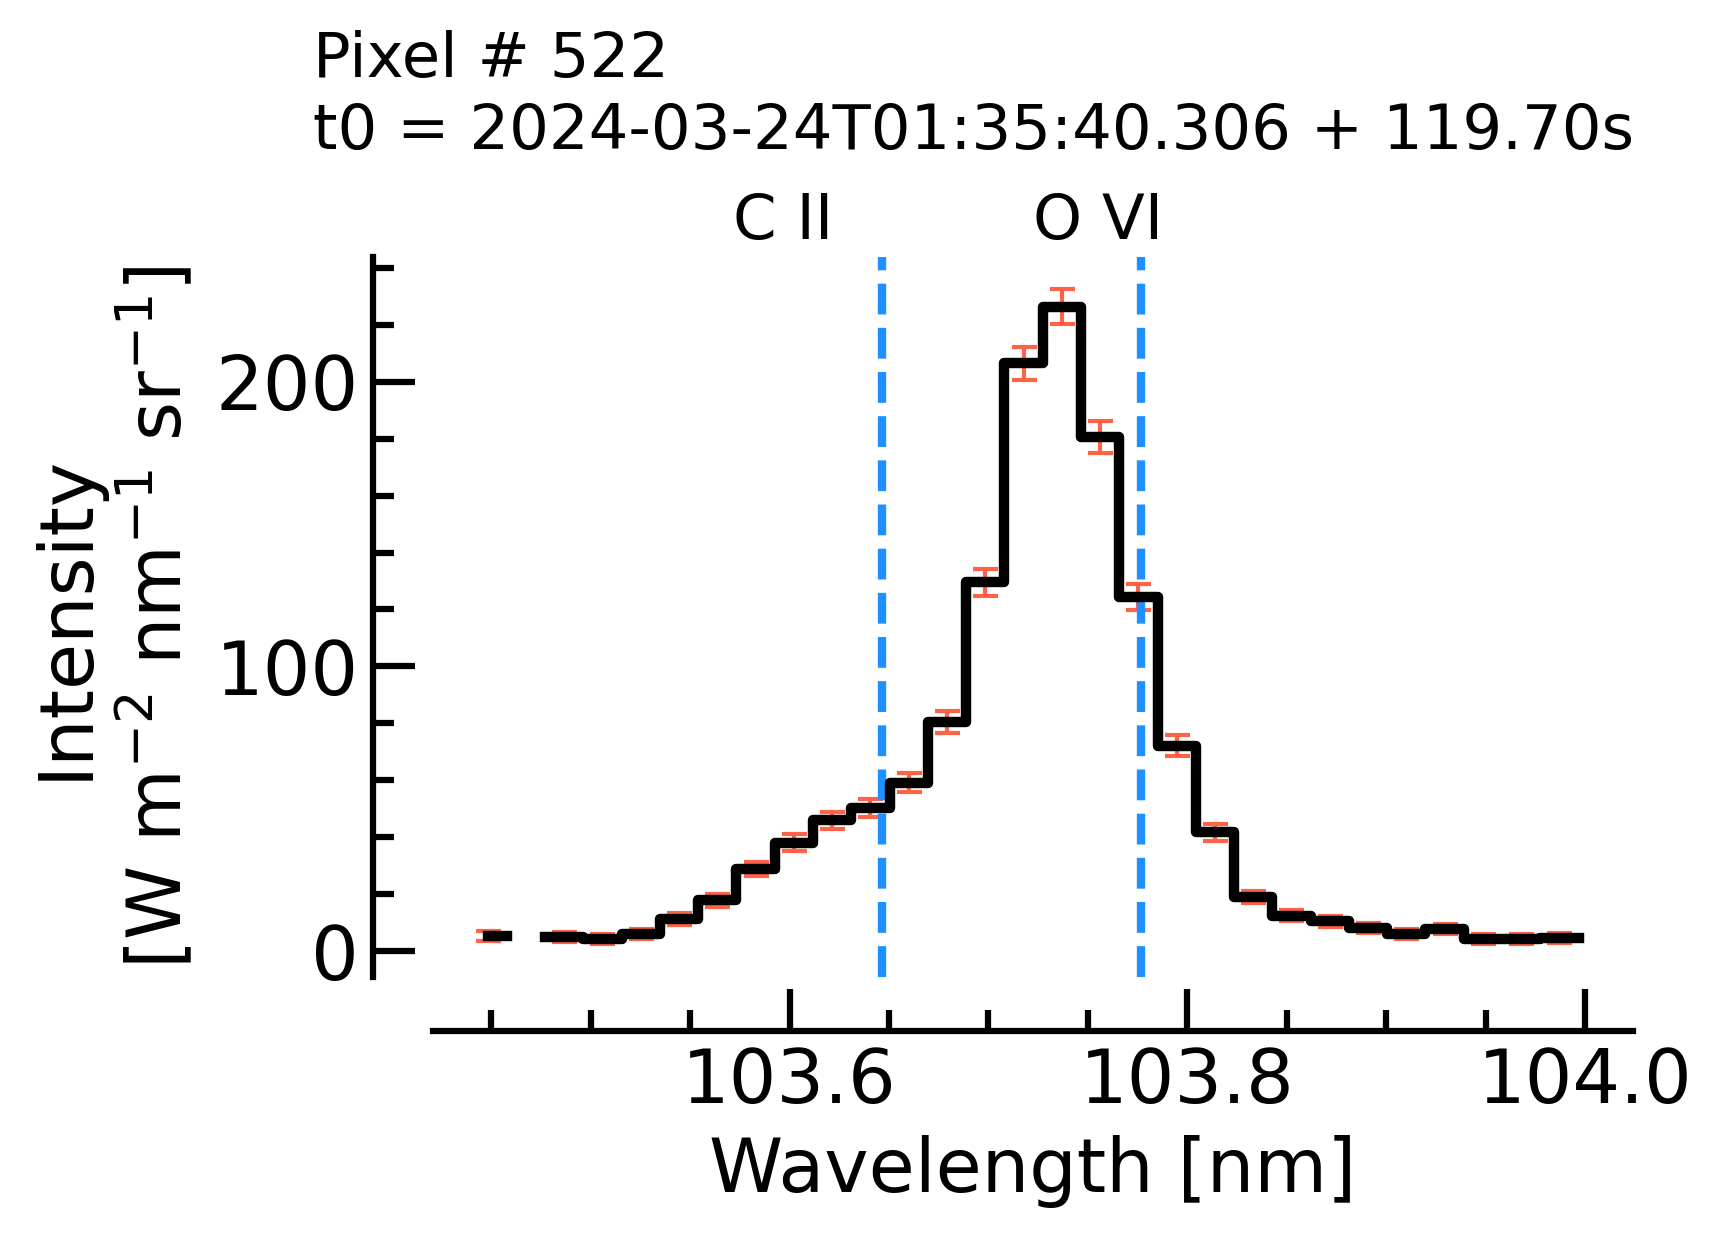 Pixel # 522
t0 = 2024-03-24T01:35:40.306 + 119.70s
C II O VI
Intensity
[W m⁻² nm⁻¹ sr⁻¹]
200
100
0
103.6 103.8 104.0
Wavelength [nm]